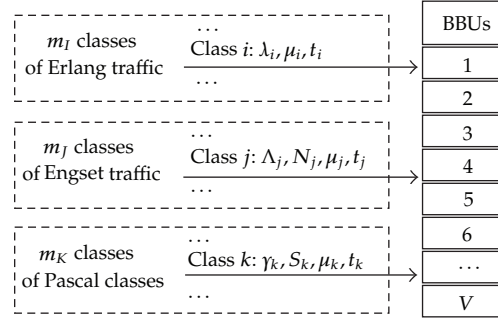 m_I classes
of Erlang traffic
...
Class i: λ_i, μ_i, t_i
...
m_J classes
of Engset traffic
...
Class j: Λ_j, N_j, μ_j, t_j
...
m_K classes
of Pascal classes
...
Class k: γ_k, S_k, μ_k, t_k
...
BBUs
1
2
3
4
5
6
...
V